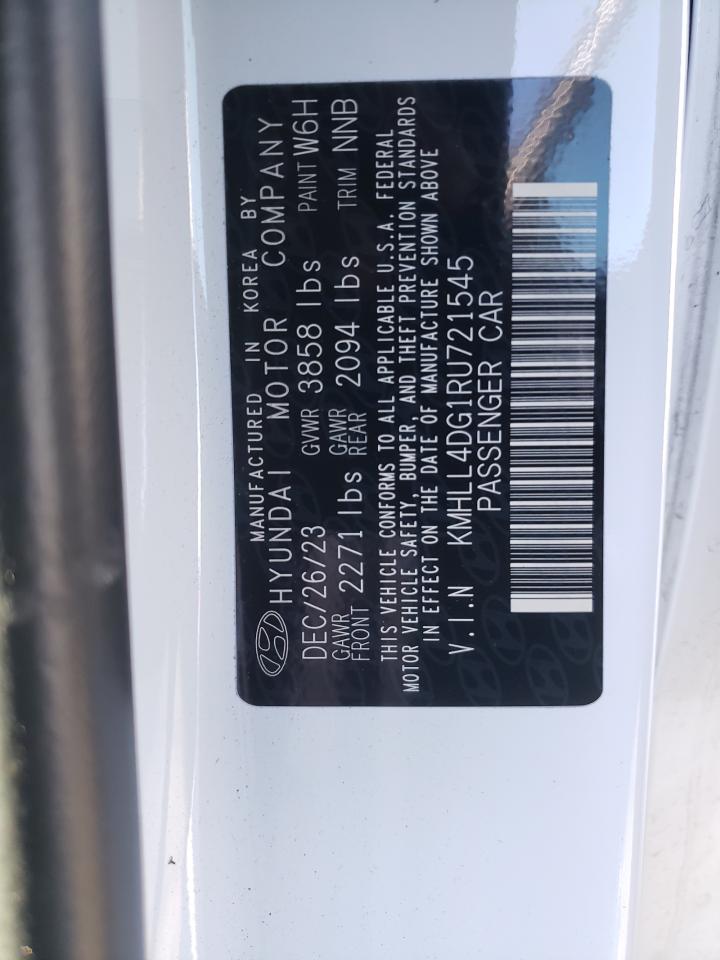 MANUFACTURED IN KOREA BY
HYUNDAI MOTOR COMPANY
DEC/26/23 GVWR 3858 lbs PAINT W6H
GAWR FRONT 2271 lbs GAWR REAR 2094 lbs TRIM NNB
THIS VEHICLE CONFORMS TO ALL APPLICABLE U.S.A. FEDERAL
MOTOR VEHICLE SAFETY, BUMPER, AND THEFT PREVENTION STANDARDS
IN EFFECT ON THE DATE OF MANUFACTURE SHOWN ABOVE
V.I.N KMHLL4DG1RU721545
PASSENGER CAR